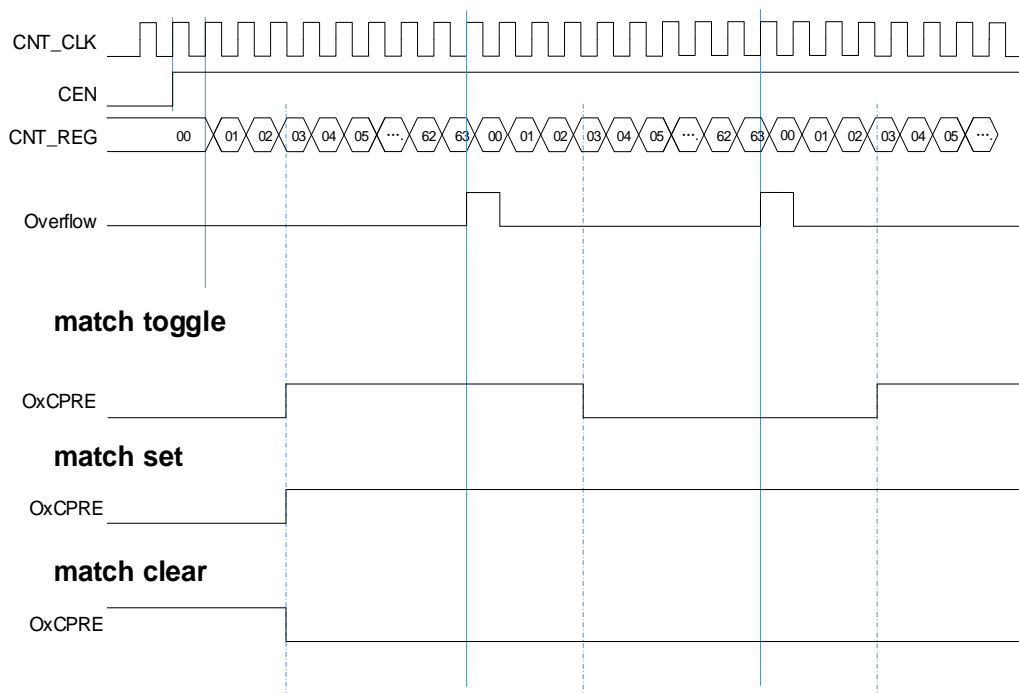 CNT_CLK
CEN
CNT_REG 00 01 02 03 04 05 ···. 62 63 00 01 02 03 04 05 ···. 62 63 00 01 02 03 04 05 ···.
Overflow
match toggle
OxCPRE
match set
OxCPRE
match clear
OxCPRE